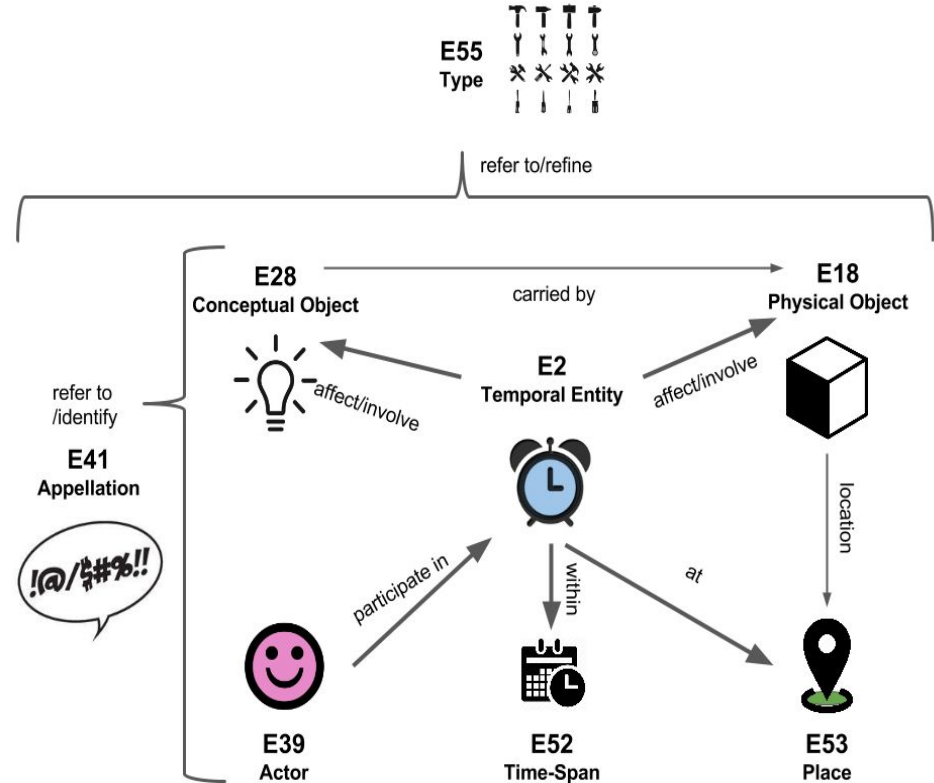 E55
Type
refer to/refine
E28
Conceptual Object
carried by
E18
Physical Object
E2
Temporal Entity
affect/involve
affect/involve
refer to
/identify
E41
Appellation
!@/§#%!!
participate in
within
at
location
E39
Actor
E52
Time-Span
E53
Place